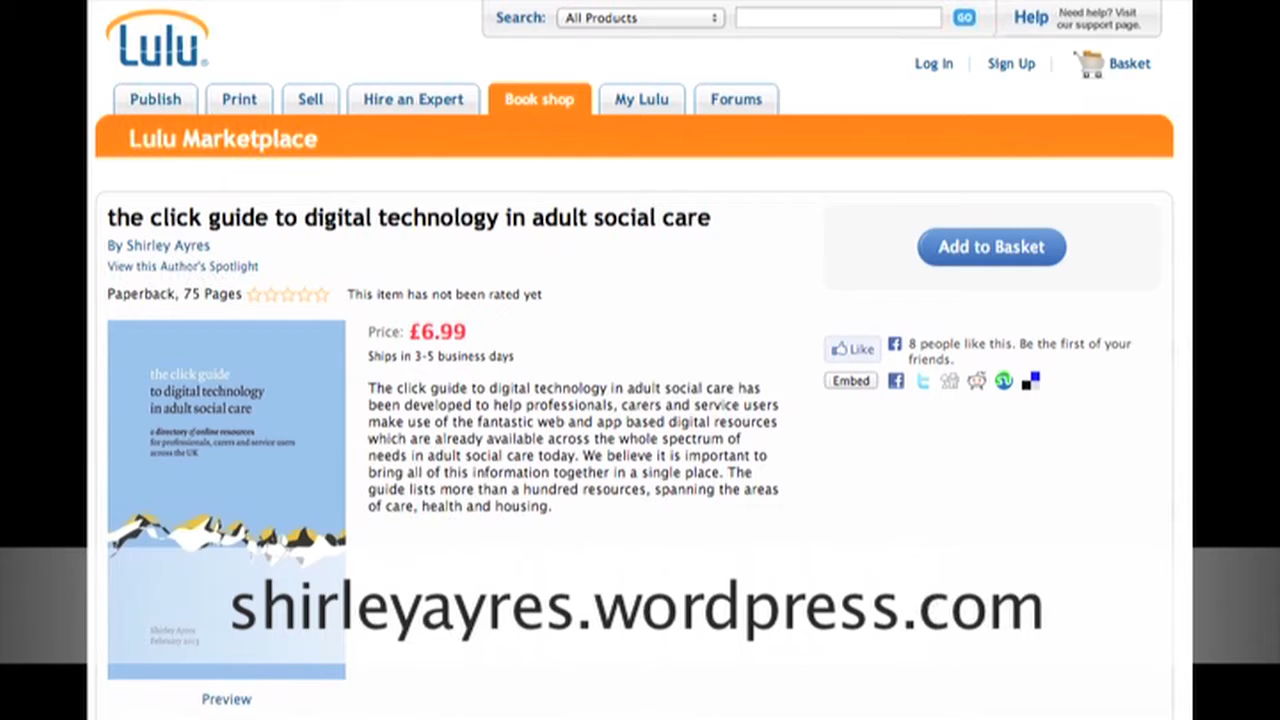 Lulu
Search: All Products GO
Help Need help? Visit
our support page.
Log In Sign Up Basket
Publish Print Sell Hire an Expert Book shop My Lulu Forums
Lulu Marketplace
the click guide to digital technology in adult social care
By Shirley Ayres
View this Author's Spotlight
Paperback, 75 Pages This item has not been rated yet
Add to Basket
Price: £6.99
Ships in 3-5 business days
Like 8 people like this. Be the first of your
friends.
Embed
The click guide to digital technology in adult social care has
been developed to help professionals, carers and service users
make use of the fantastic web and app based digital resources
which are already available across the whole spectrum of
needs in adult social care today. We believe it is important to
bring all of this information together in a single place. The
guide lists more than a hundred resources, spanning the areas
of care, health and housing.
the click guide
to digital technology
in adult social care
a directory of online resources
for professionals, carers and service users
across the UK
Shirley Ayres
February 2013
shirleyayres.wordpress.com
Preview